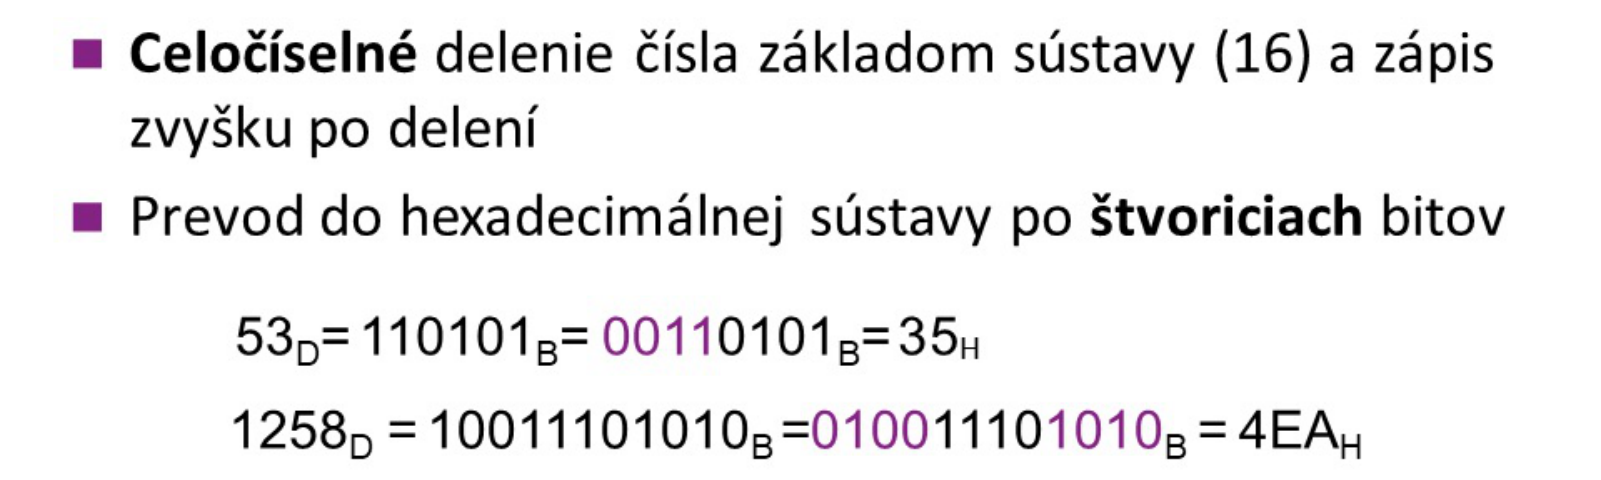 ■ Celočíselné delenie čísla základom sústavy (16) a zápis
zvyšku po delení
■ Prevod do hexadecimálnej sústavy po štvoriciach bitov
53D= 110101B= 00110101B= 35H
1258D = 10011101010B =010011101010B = 4EAH